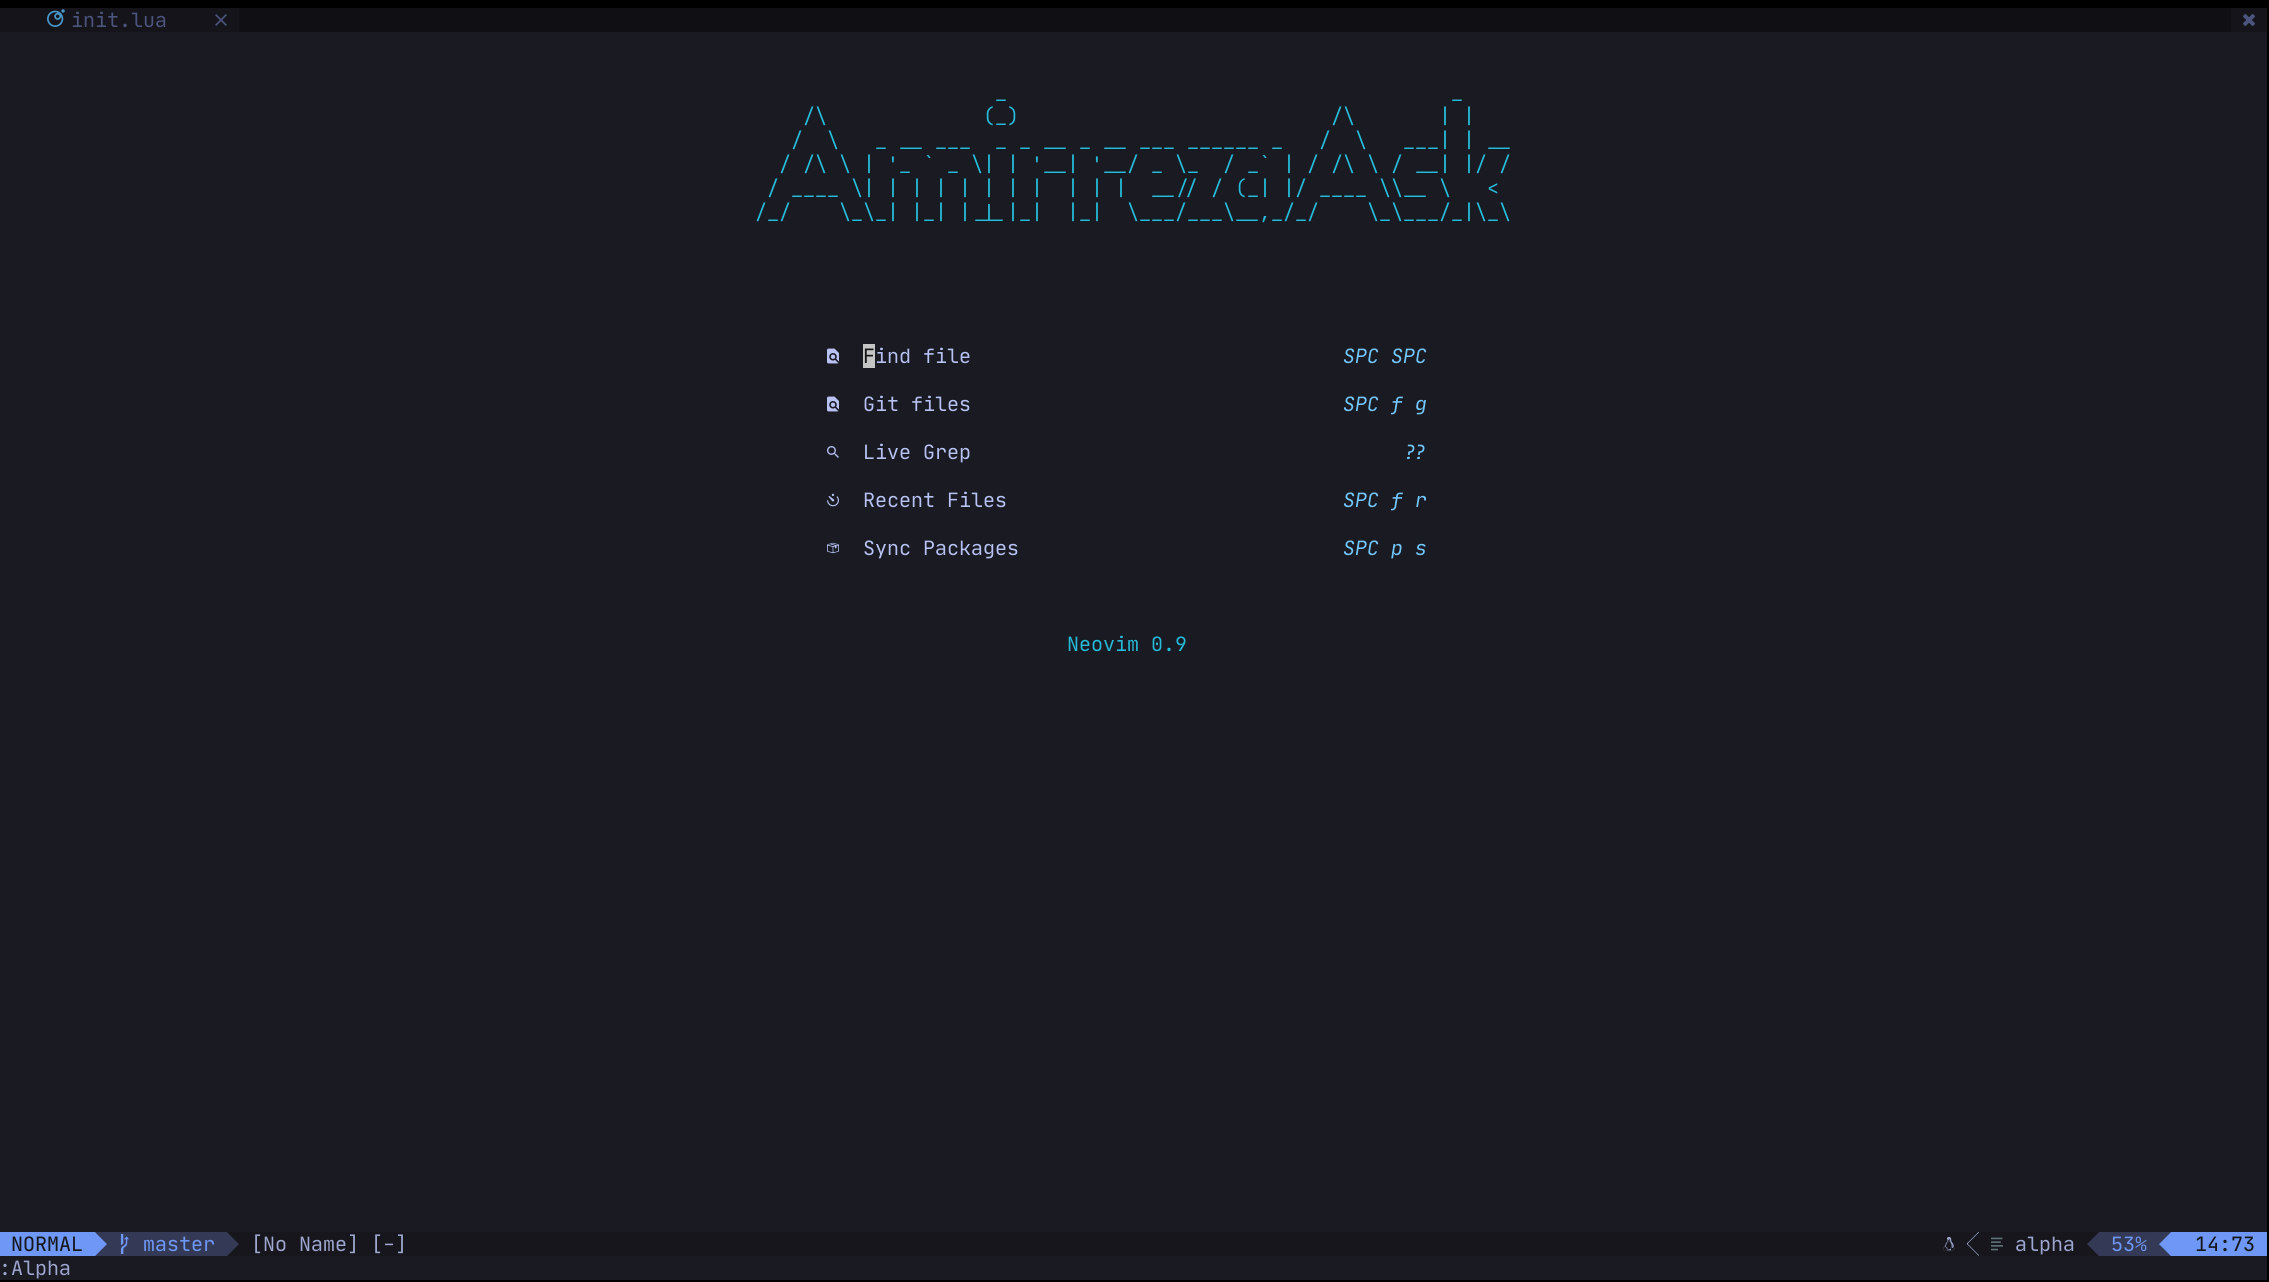 init.lua
AmirrezaAsk
Find file SPC SPC
Git files SPC f g
Live Grep ??
Recent Files SPC f r
Sync Packages SPC p s
Neovim 0.9
NORMAL master [No Name] [-] alpha 53% 14:73
:Alpha